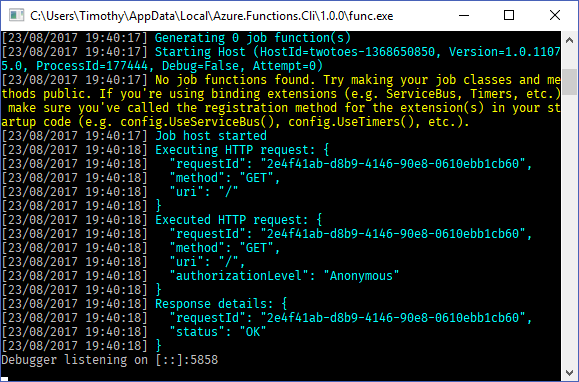 C:\Users\Timothy\AppData\Local\Azure.Functions.Cli\1.0.0\func.exe
[23/08/2017 19:40:17] Generating 0 job function(s)
[23/08/2017 19:40:17] Starting Host (HostId=twotoes-1368650850, Version=1.0.1107
5.0, ProcessId=177444, Debug=False, Attempt=0)
[23/08/2017 19:40:17] No job functions found. Try making your job classes and me
thods public. If you're using binding extensions (e.g. ServiceBus, Timers, etc.)
 make sure you've called the registration method for the extension(s) in your st
artup code (e.g. config.UseServiceBus(), config.UseTimers(), etc.).
[23/08/2017 19:40:17] Job host started
[23/08/2017 19:40:18] Executing HTTP request: {
[23/08/2017 19:40:18]   "requestId": "2e4f41ab-d8b9-4146-90e8-0610ebb1cb60",
[23/08/2017 19:40:18]   "method": "GET",
[23/08/2017 19:40:18]   "uri": "/"
[23/08/2017 19:40:18] }
[23/08/2017 19:40:18] Executed HTTP request: {
[23/08/2017 19:40:18]   "requestId": "2e4f41ab-d8b9-4146-90e8-0610ebb1cb60",
[23/08/2017 19:40:18]   "method": "GET",
[23/08/2017 19:40:18]   "uri": "/",
[23/08/2017 19:40:18]   "authorizationLevel": "Anonymous"
[23/08/2017 19:40:18] }
[23/08/2017 19:40:18] Response details: {
[23/08/2017 19:40:18]   "requestId": "2e4f41ab-d8b9-4146-90e8-0610ebb1cb60",
[23/08/2017 19:40:18]   "status": "OK"
[23/08/2017 19:40:18] }
Debugger listening on [::]:5858